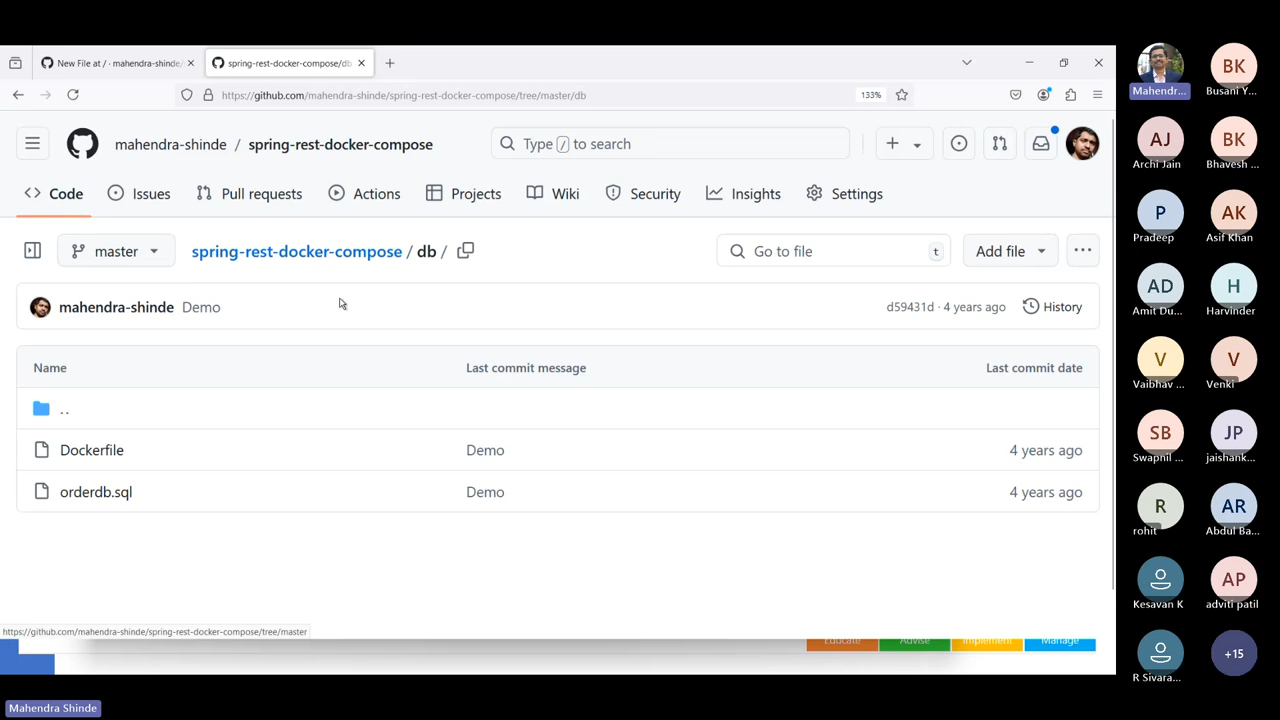 New File at / · mahendra-shinde/
spring-rest-docker-compose/db
https://github.com/mahendra-shinde/spring-rest-docker-compose/tree/master/db
133%
mahendra-shinde / spring-rest-docker-compose
Type / to search
Code
Issues
Pull requests
Actions
Projects
Wiki
Security
Insights
Settings
master
spring-rest-docker-compose / db /
Go to file
t
Add file
mahendra-shinde Demo
d59431d · 4 years ago
History
Name Last commit message Last commit date
. .
Dockerfile Demo 4 years ago
orderdb.sql Demo 4 years ago
https://github.com/mahendra-shinde/spring-rest-docker-compose/tree/master
Educate Advise Implement Manage
Mahendra Shinde
Mahendr...
BK
Busani Y...
AJ
Archi Jain
BK
Bhavesh ...
P
Pradeep
AK
Asif Khan
AD
Amit Du...
H
Harvinder
V
Vaibhav ...
V
Venki
SB
Swapnil ...
JP
jaishank...
R
rohit
AR
Abdul Ba...
Kesavan K
AP
adviti patil
R Sivara...
+15